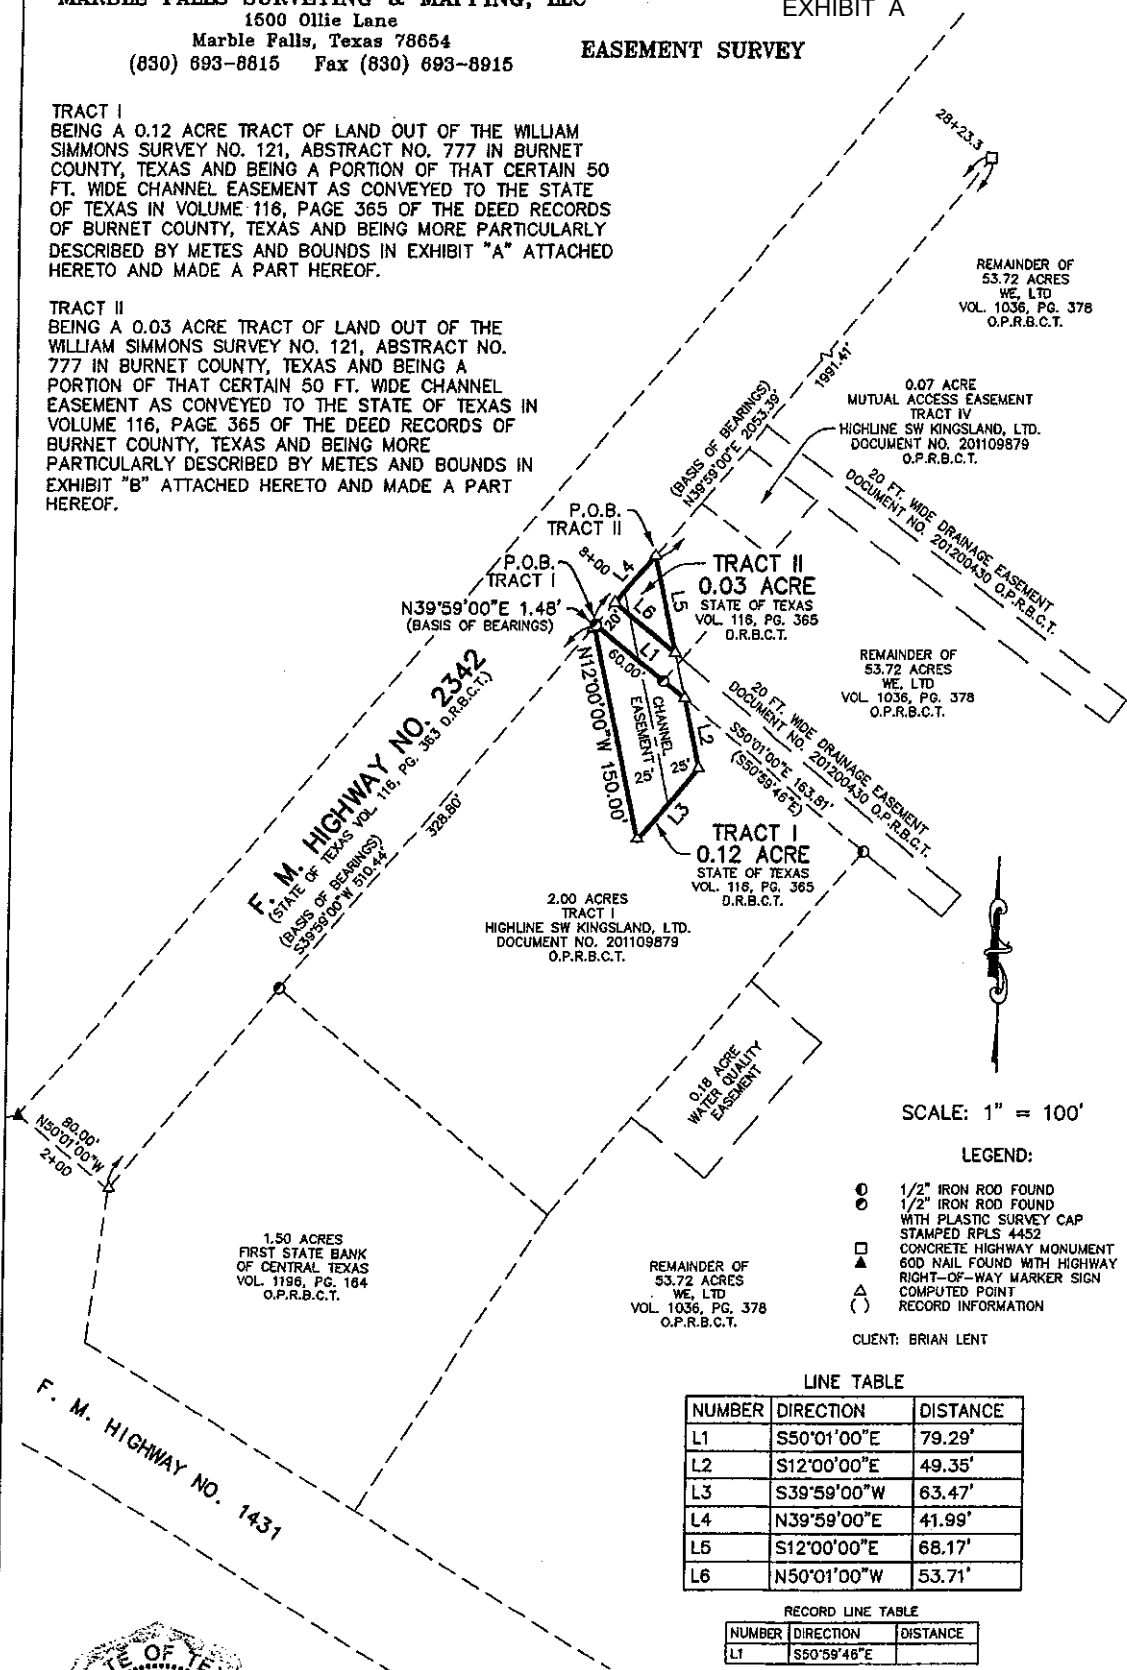 MARBLE FALLS SURVEYING & MAPPING, LLC
1500 Ollie Lane
Marble Falls, Texas 78654
(830) 693-8815 Fax (830) 693-8915
EXHIBIT A
EASEMENT SURVEY
TRACT I
BEING A 0.12 ACRE TRACT OF LAND OUT OF THE WILLIAM
SIMMONS SURVEY NO. 121, ABSTRACT NO. 777 IN BURNET
COUNTY, TEXAS AND BEING A PORTION OF THAT CERTAIN 50
FT. WIDE CHANNEL EASEMENT AS CONVEYED TO THE STATE
OF TEXAS IN VOLUME 116, PAGE 365 OF THE DEED RECORDS
OF BURNET COUNTY, TEXAS AND BEING MORE PARTICULARLY
DESCRIBED BY METES AND BOUNDS IN EXHIBIT "A" ATTACHED
HERETO AND MADE A PART HEREOF.
TRACT II
BEING A 0.03 ACRE TRACT OF LAND OUT OF THE
WILLIAM SIMMONS SURVEY NO. 121, ABSTRACT NO.
777 IN BURNET COUNTY, TEXAS AND BEING A
PORTION OF THAT CERTAIN 50 FT. WIDE CHANNEL
EASEMENT AS CONVEYED TO THE STATE OF TEXAS IN
VOLUME 116, PAGE 365 OF THE DEED RECORDS OF
BURNET COUNTY, TEXAS AND BEING MORE
PARTICULARLY DESCRIBED BY METES AND BOUNDS IN
EXHIBIT "B" ATTACHED HERETO AND MADE A PART
HEREOF.
28+23.3
REMAINDER OF
53.72 ACRES
WE, LTD
VOL. 1036, PG. 378
O.P.R.B.C.T.
1991.41'
(BASIS OF BEARINGS)
N39°59'00"E 2053.39'
0.07 ACRE
MUTUAL ACCESS EASEMENT
TRACT IV
HIGHLINE SW KINGSLAND, LTD.
DOCUMENT NO. 201109879
O.P.R.B.C.T.
20 FT. WIDE DRAINAGE EASEMENT
DOCUMENT NO. 201200430 O.P.R.B.C.T.
P.O.B.
TRACT II
8+00
L4
P.O.B.
TRACT I
N39°59'00"E 1.48'
(BASIS OF BEARINGS)
TRACT II
0.03 ACRE
STATE OF TEXAS
VOL. 116, PG. 365
D.R.B.C.T.
L5
L6
20'
L1
60.00'
N12°00'00"W 150.00'
CHANNEL
EASEMENT
25'
25'
L2
L3
REMAINDER OF
53.72 ACRES
WE, LTD
VOL. 1036, PG. 378
O.P.R.B.C.T.
20 FT. WIDE DRAINAGE EASEMENT
DOCUMENT NO. 201200430 O.P.R.B.C.T.
S50°01'00"E 163.81'
(S50°59'46"E)
TRACT I
0.12 ACRE
STATE OF TEXAS
VOL. 116, PG. 365
D.R.B.C.T.
F. M. HIGHWAY NO. 2342
(STATE OF TEXAS VOL. 116, PG. 363 D.R.B.C.T.)
(BASIS OF BEARINGS)
S39°59'00"W 510.44'
328.80'
2.00 ACRES
TRACT I
HIGHLINE SW KINGSLAND, LTD.
DOCUMENT NO. 201109879
O.P.R.B.C.T.
0.18 ACRE
WATER QUALITY
EASEMENT
80.00'
N50°01'00"W
2+00
1.50 ACRES
FIRST STATE BANK
OF CENTRAL TEXAS
VOL. 1196, PG. 164
O.P.R.B.C.T.
REMAINDER OF
53.72 ACRES
WE, LTD
VOL. 1036, PG. 378
O.P.R.B.C.T.
F. M. HIGHWAY NO. 1431
SCALE: 1" = 100'
LEGEND:
1/2" IRON ROD FOUND
1/2" IRON ROD FOUND
WITH PLASTIC SURVEY CAP
STAMPED RPLS 4452
CONCRETE HIGHWAY MONUMENT
60D NAIL FOUND WITH HIGHWAY
RIGHT-OF-WAY MARKER SIGN
COMPUTED POINT
( ) RECORD INFORMATION
CLIENT: BRIAN LENT
LINE TABLE
NUMBER DIRECTION DISTANCE
L1 S50°01'00"E 79.29'
L2 S12°00'00"E 49.35'
L3 S39°59'00"W 63.47'
L4 N39°59'00"E 41.99'
L5 S12°00'00"E 68.17'
L6 N50°01'00"W 53.71'
RECORD LINE TABLE
NUMBER DIRECTION DISTANCE
L1 S50°59'46"E